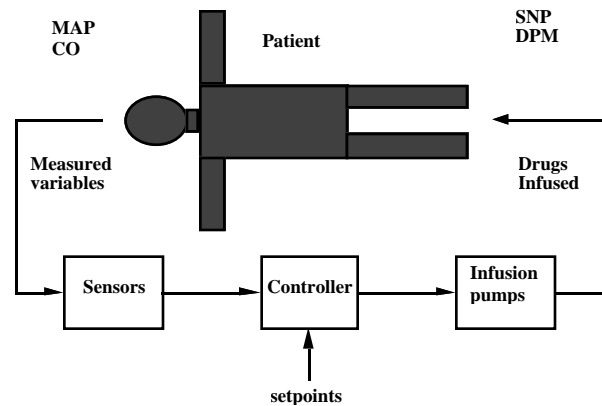 MAP
CO
Patient
SNP
DPM
Measured
variables
Drugs
Infused
Sensors
Controller
Infusion
pumps
setpoints